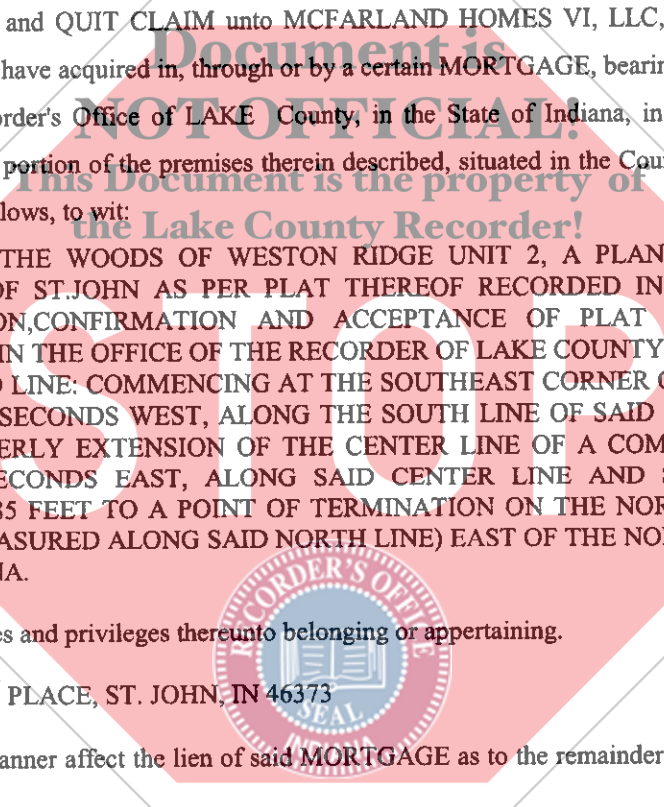 and QUIT CLAIM unto MCFARLAND HOMES VI, LLC,
Document is
have acquired in, through or by a certain MORTGAGE, bearin
order's Office of LAKE County, in the State of Indiana, in
NOT OFFICIAL!
portion of the premises therein described, situated in the Cou
This Document is the property of
llows, to wit:
the Lake County Recorder!
THE WOODS OF WESTON RIDGE UNIT 2, A PLAN
OF ST.JOHN AS PER PLAT THEREOF RECORDED IN
ON,CONFIRMATION AND ACCEPTANCE OF PLAT
IN THE OFFICE OF THE RECORDER OF LAKE COUNTY
LINE: COMMENCING AT THE SOUTHEAST CORNER
SECONDS WEST, ALONG THE SOUTH LINE OF SAID
ERLY EXTENSION OF THE CENTER LINE OF A COM
ECONDS EAST, ALONG SAID CENTER LINE AND
35 FEET TO A POINT OF TERMINATION ON THE NOR
ASURED ALONG SAID NORTH LINE) EAST OF THE NO
NA.
STOP
es and privileges thereunto belonging or appertaining.
PLACE, ST. JOHN, IN 46373
anner affect the lien of said MORTGAGE as to the remainder
RECORDER'S OFFICE
SEAL
INDIANA